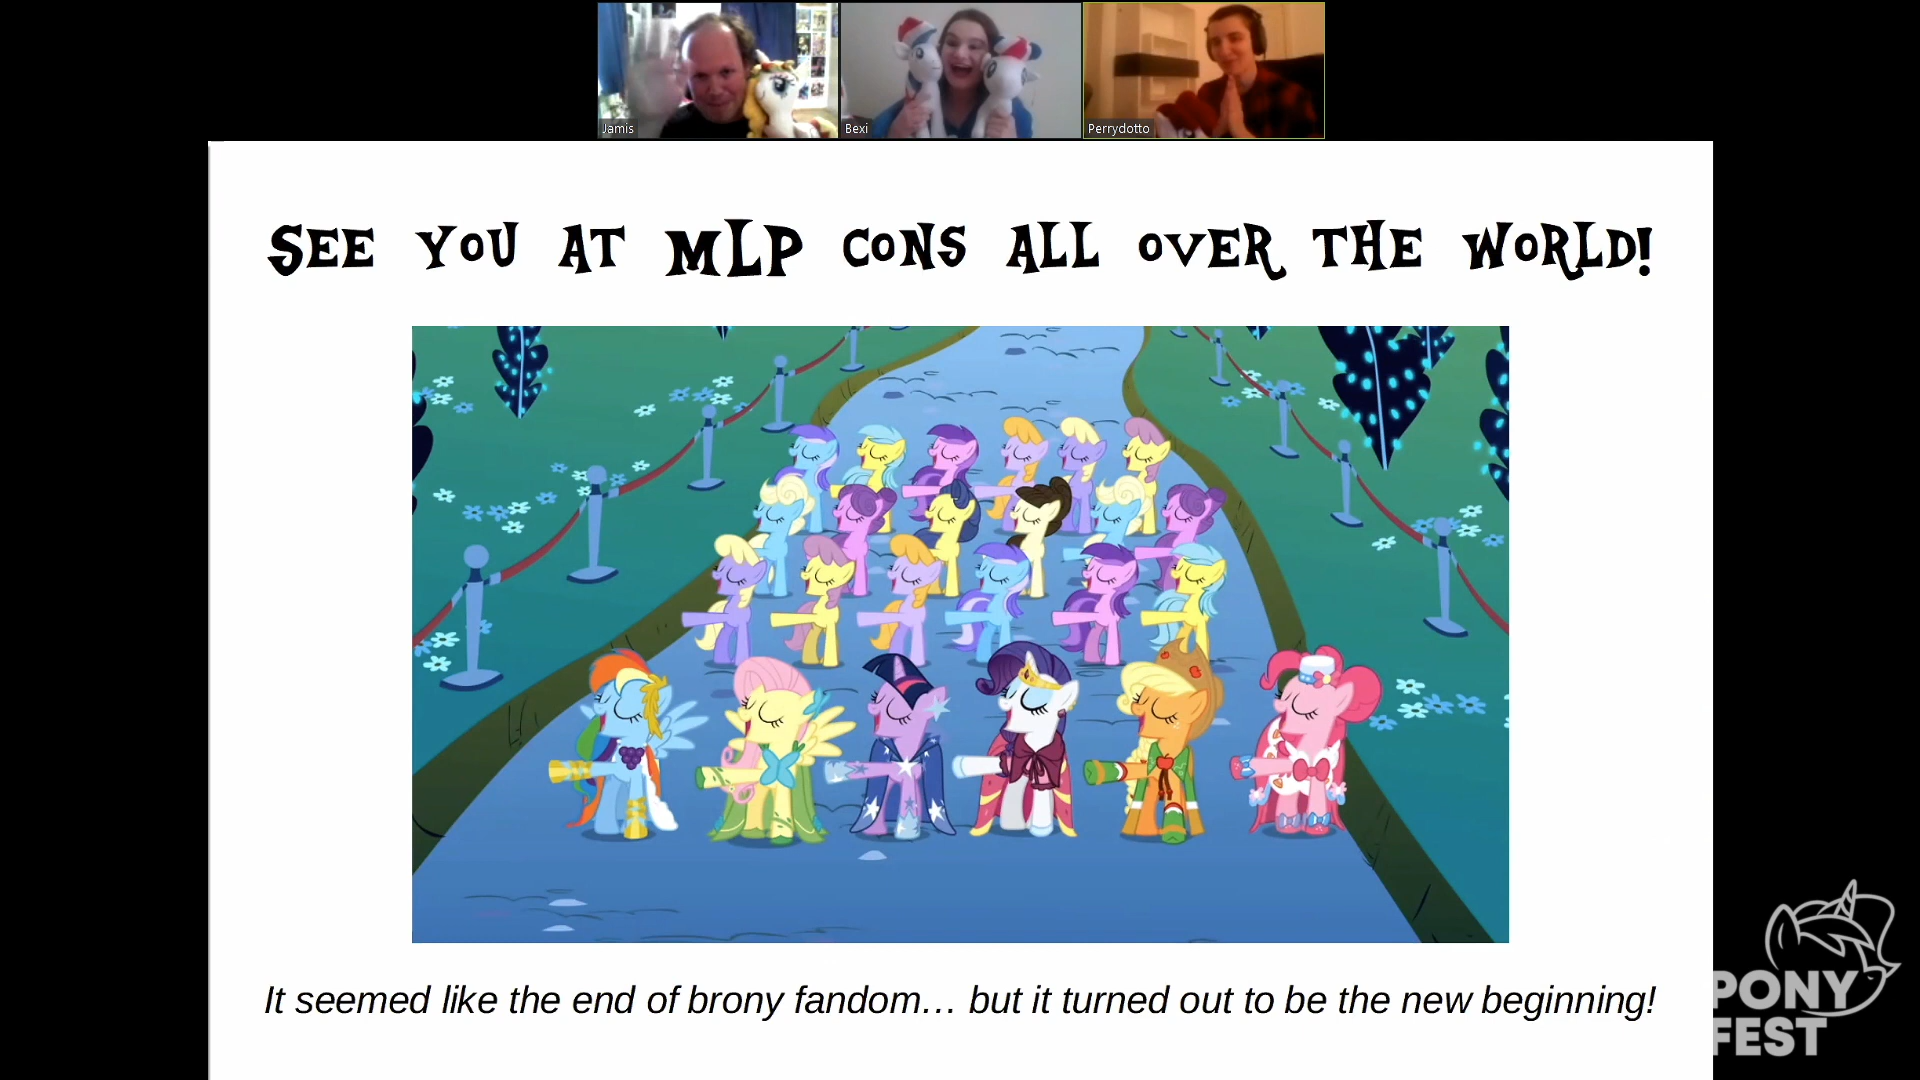 Jamis
Bexi
Perrydotto
SEE YOU AT MLP CONS ALL OVER THE WORLD!
It seemed like the end of brony fandom… but it turned out to be the new beginning!
PONY
FEST